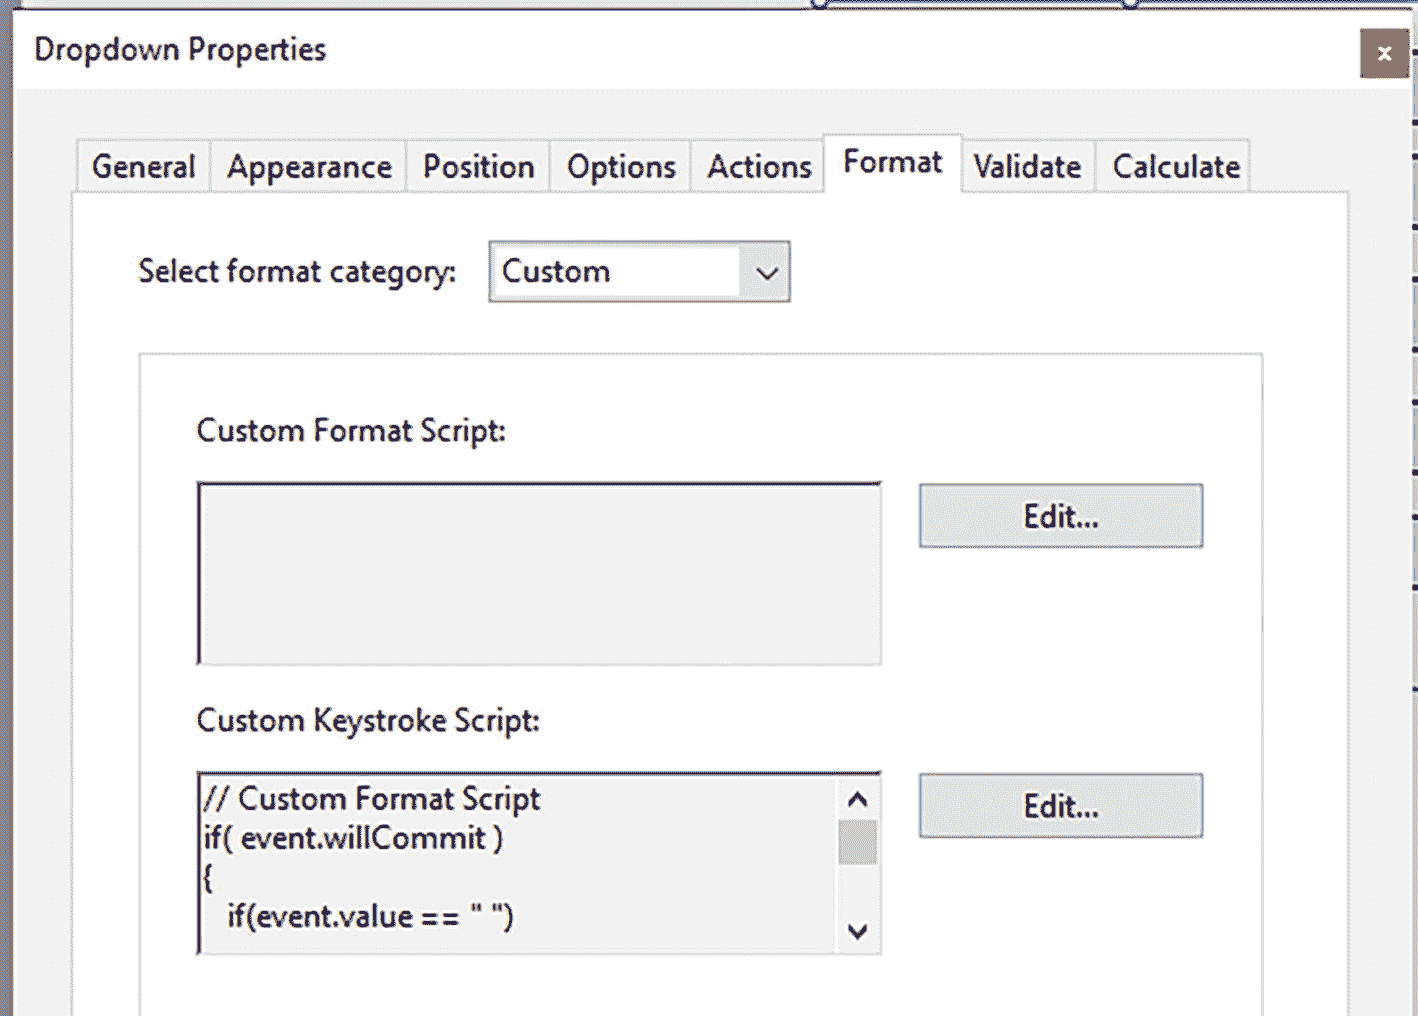 Dropdown Properties
×
General Appearance Position Options Actions Format Validate Calculate
Select format category: Custom
Custom Format Script:
Edit...
Custom Keystroke Script:
// Custom Format Script
if( event.willCommit )
Edit...
{
if(event.value == " ")